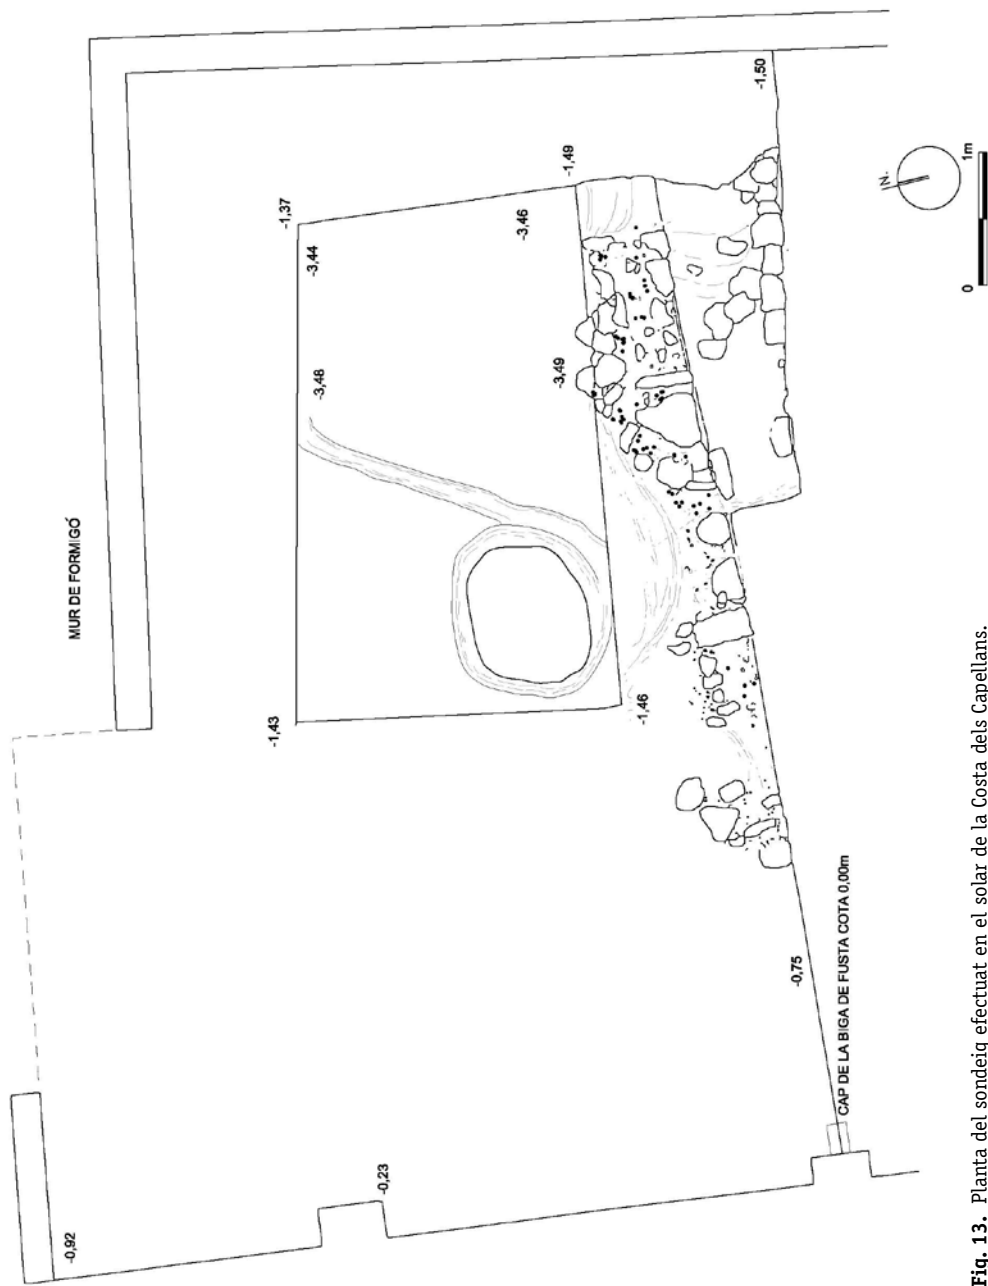 -0,92
-0,23
CAP DE LA BIGA DE FUSTA COTA 0,00m
-0,75
MUR DE FORMIGÓ
-1,43
-1,46
-3,48
-3,49
-3,44
-3,46
-1,37
-1,49
-1,50
N.
0
1m
Fig. 13. Planta del sondeig efectuat en el solar de la Costa dels Capellans.